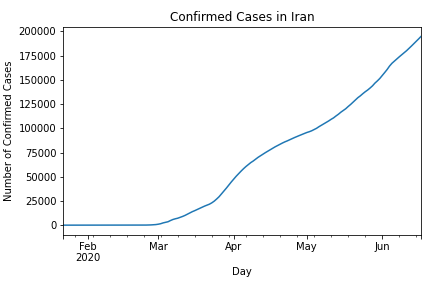 Confirmed Cases in Iran
200000
175000
150000
125000
100000
75000
50000
25000
0
Number of Confirmed Cases
Feb Mar Apr May Jun
2020
Day